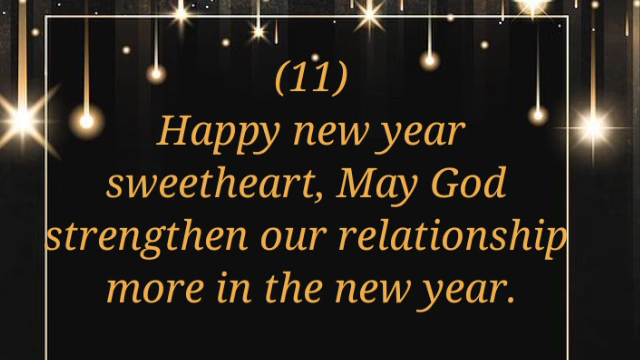 (11)
Happy new year
sweetheart, May God
strengthen our relationship
more in the new year.